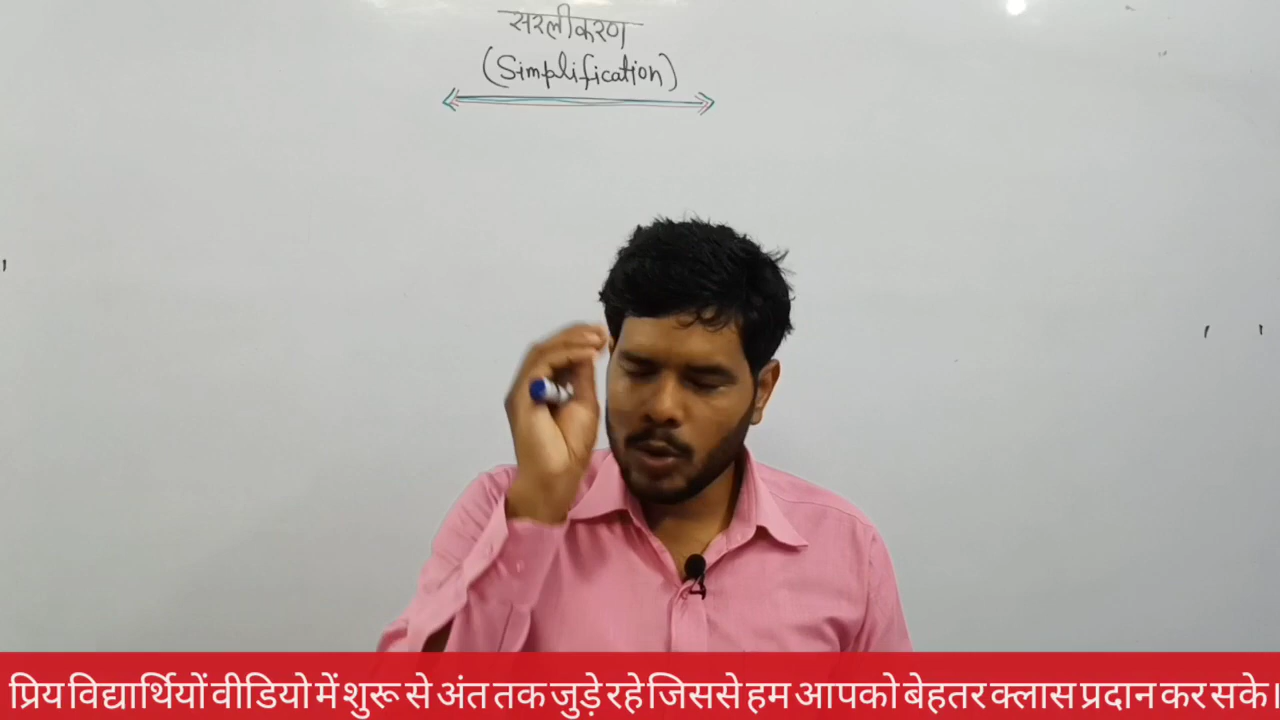 सरलीकरण
(Simplification)
प्रिय विद्यार्थियों वीडियो में शुरू से अंत तक जुड़े रहे जिससे हम आपको बेहतर क्लास प्रदान कर सके।